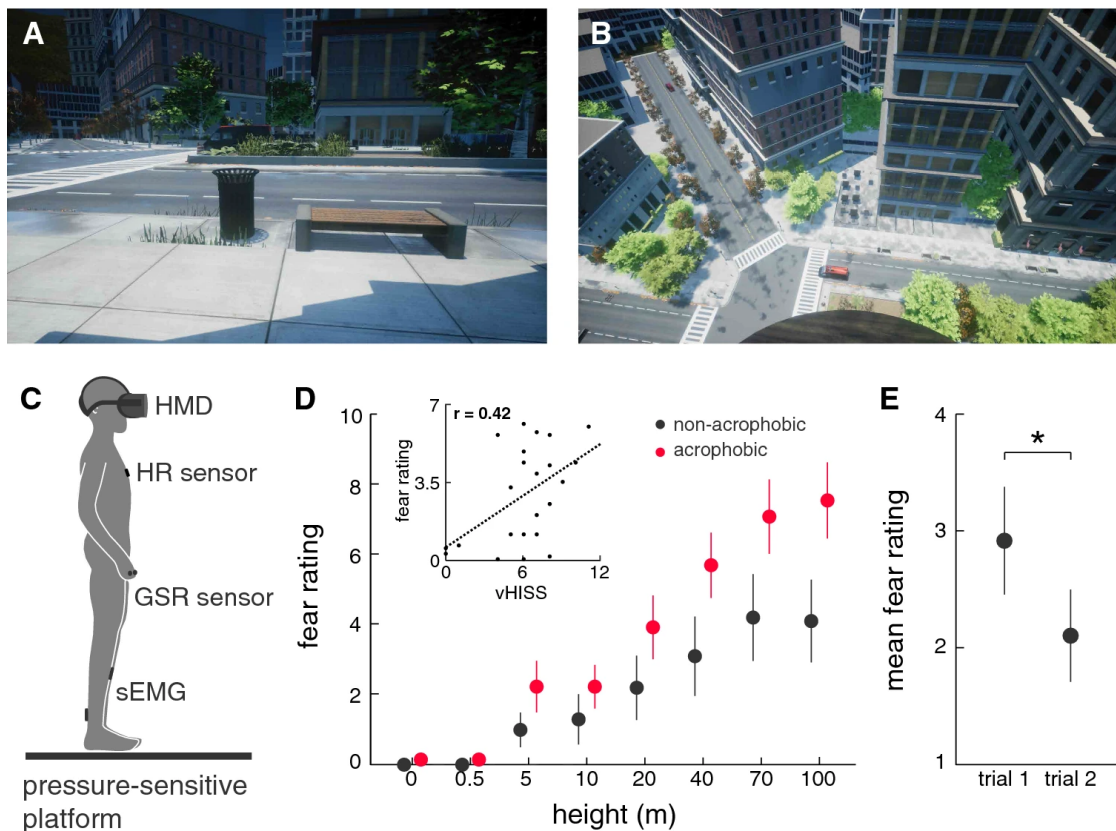 A
B
C
HMD
HR sensor
GSR sensor
sEMG
pressure-sensitive
platform
D
10
8
6
4
2
0
fear rating
7
3.5
0
fear rating
r = 0.42
0
6
12
vHISS
non-acrophobic
acrophobic
0
0.5
5
10
20
40
70
100
height (m)
E
4
3
2
1
mean fear rating
*
trial 1
trial 2